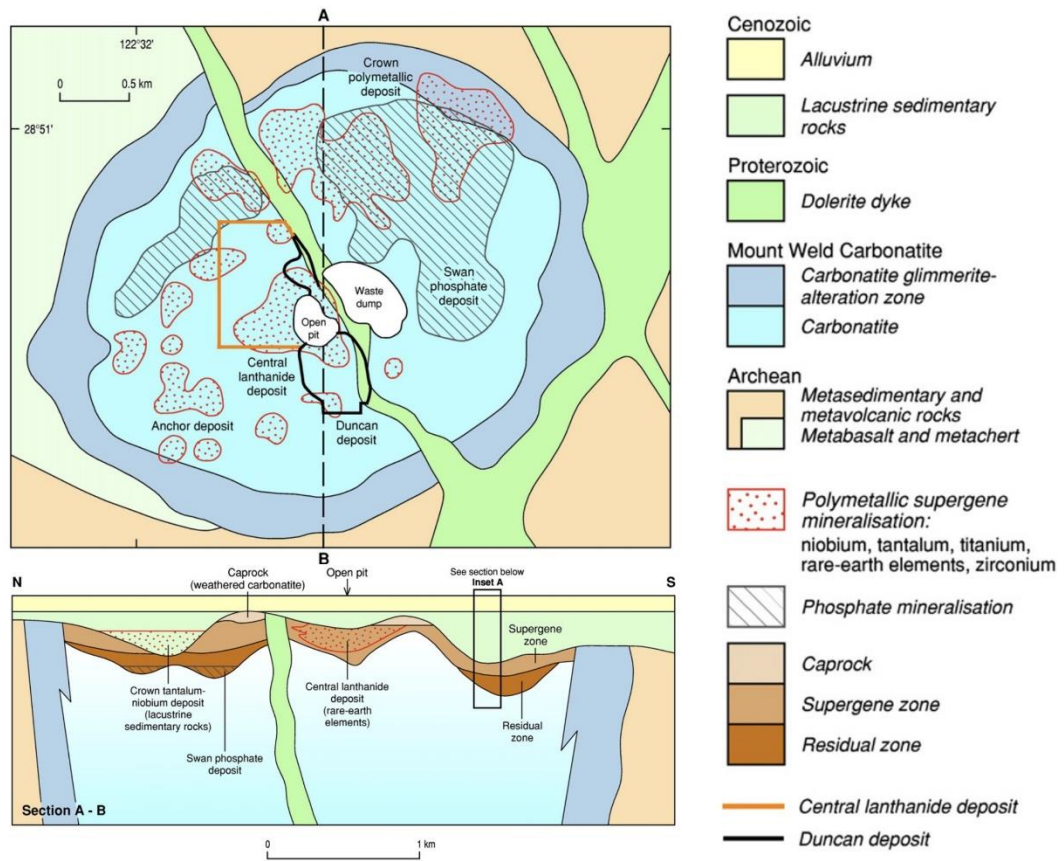 A
122°32'
0 0.5 km
28°51'
Crown
polymetallic
deposit
Swan
phosphate
deposit
Waste
dump
Open
pit
Central
lanthanide
deposit
Anchor deposit
Duncan
deposit
B
N
Caprock
(weathered carbonatite)
Open pit
See section below
Inset A
S
Supergene
zone
Crown tantalum-
niobium deposit
(lacustrine
sedimentary rocks)
Central lanthanide
deposit
(rare-earth
elements)
Residual
zone
Swan phosphate
deposit
Section A - B
0 1 km
Cenozoic
Alluvium
Lacustrine sedimentary
rocks
Proterozoic
Dolerite dyke
Mount Weld Carbonatite
Carbonatite glimmerite-
alteration zone
Carbonatite
Archean
Metasedimentary and
metavolcanic rocks
Metabasalt and metachert
Polymetallic supergene
mineralisation:
niobium, tantalum, titanium,
rare-earth elements, zirconium
Phosphate mineralisation
Caprock
Supergene zone
Residual zone
Central lanthanide deposit
Duncan deposit